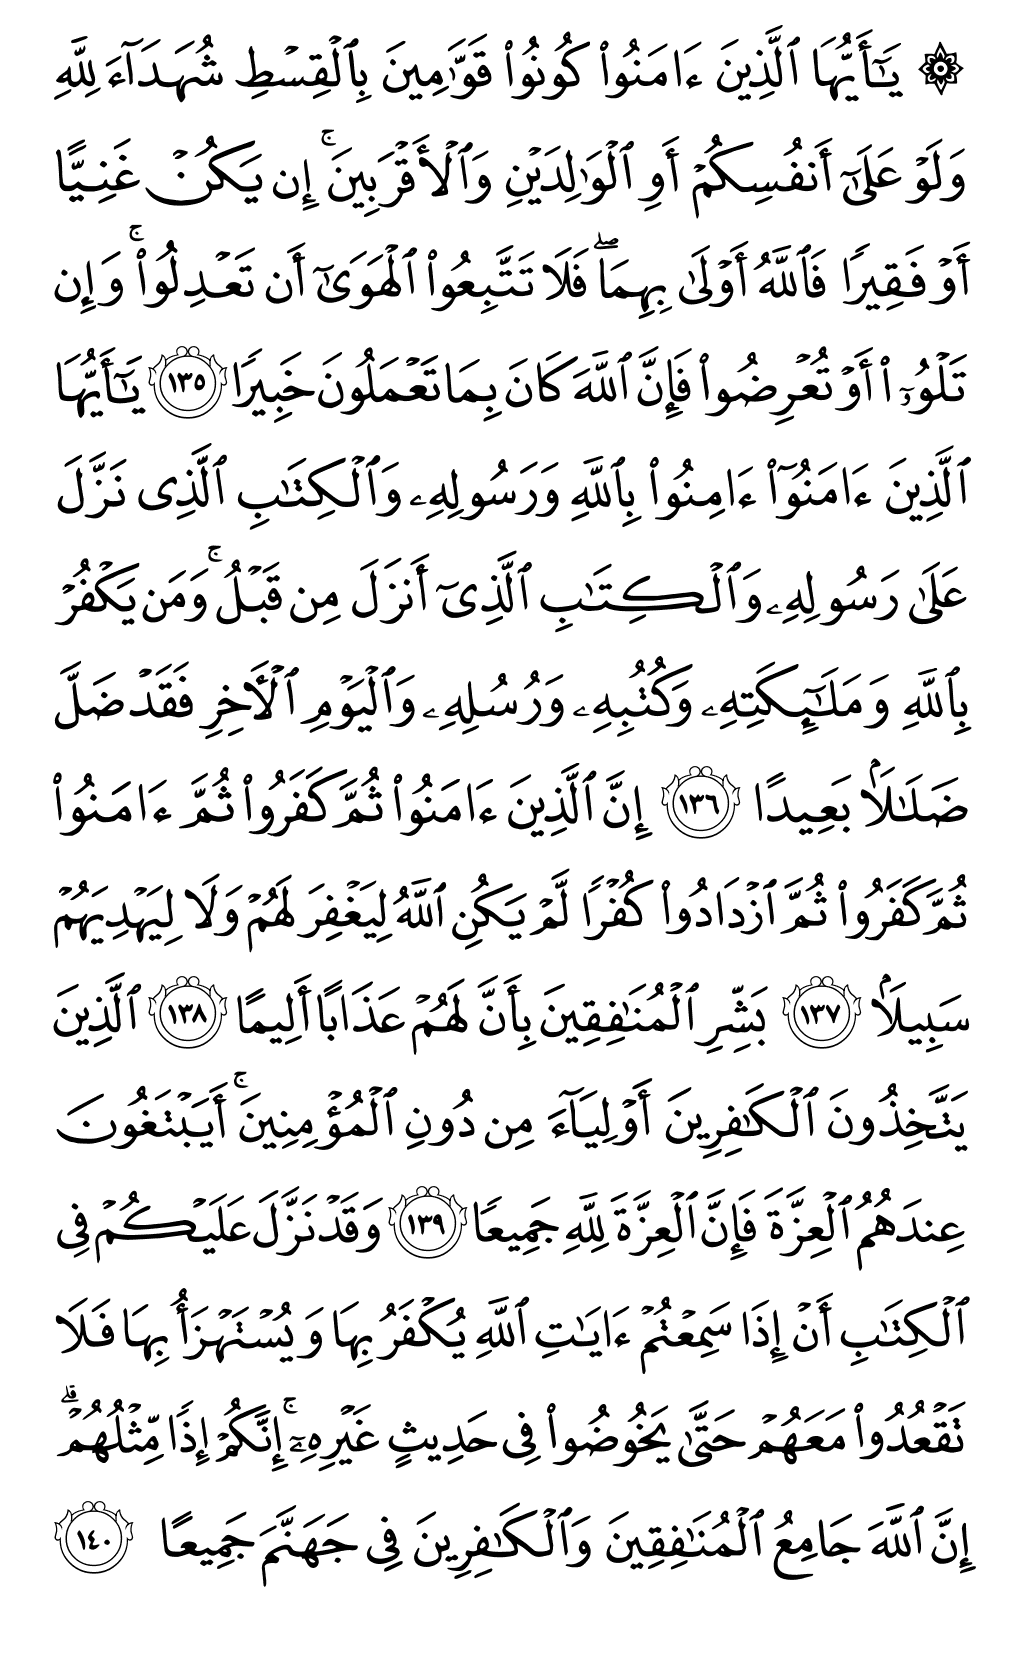 ۞ يَٰٓأَيُّهَا ٱلَّذِينَ ءَامَنُوا۟ كُونُوا۟ قَوَّٰمِينَ بِٱلْقِسْطِ شُهَدَآءَ لِلَّهِ
وَلَوْ عَلَىٰٓ أَنفُسِكُمْ أَوِ ٱلْوَٰلِدَيْنِ وَٱلْأَقْرَبِينَ ۚ إِن يَكُنْ غَنِيًّا
أَوْ فَقِيرًا فَٱللَّهُ أَوْلَىٰ بِهِمَا ۖ فَلَا تَتَّبِعُوا۟ ٱلْهَوَىٰٓ أَن تَعْدِلُوا۟ ۚ وَإِن
تَلْوُۥٓا۟ أَوْ تُعْرِضُوا۟ فَإِنَّ ٱللَّهَ كَانَ بِمَا تَعْمَلُونَ خَبِيرًا ١٣٥ يَٰٓأَيُّهَا
ٱلَّذِينَ ءَامَنُوٓا۟ ءَامِنُوا۟ بِٱللَّهِ وَرَسُولِهِۦ وَٱلْكِتَٰبِ ٱلَّذِى نَزَّلَ
عَلَىٰ رَسُولِهِۦ وَٱلْكِتَٰبِ ٱلَّذِىٓ أَنزَلَ مِن قَبْلُ ۚ وَمَن يَكْفُرْ
بِٱللَّهِ وَمَلَٰٓئِكَتِهِۦ وَكُتُبِهِۦ وَرُسُلِهِۦ وَٱلْيَوْمِ ٱلْأَخِرِ فَقَدْ ضَلَّ
ضَلَٰلًۢا بَعِيدًا ١٣٦ إِنَّ ٱلَّذِينَ ءَامَنُوا۟ ثُمَّ كَفَرُوا۟ ثُمَّ ءَامَنُوا۟
ثُمَّ كَفَرُوا۟ ثُمَّ ٱزْدَادُوا۟ كُفْرًا لَّمْ يَكُنِ ٱللَّهُ لِيَغْفِرَ لَهُمْ وَلَا لِيَهْدِيَهُمْ
سَبِيلًۢا ١٣٧ بَشِّرِ ٱلْمُنَٰفِقِينَ بِأَنَّ لَهُمْ عَذَابًا أَلِيمًا ١٣٨ ٱلَّذِينَ
يَتَّخِذُونَ ٱلْكَٰفِرِينَ أَوْلِيَآءَ مِن دُونِ ٱلْمُؤْمِنِينَ ۚ أَيَبْتَغُونَ
عِندَهُمُ ٱلْعِزَّةَ فَإِنَّ ٱلْعِزَّةَ لِلَّهِ جَمِيعًا ١٣٩ وَقَدْ نَزَّلَ عَلَيْكُمْ فِى
ٱلْكِتَٰبِ أَنْ إِذَا سَمِعْتُمْ ءَايَٰتِ ٱللَّهِ يُكْفَرُ بِهَا وَيُسْتَهْزَأُ بِهَا فَلَا
تَقْعُدُوا۟ مَعَهُمْ حَتَّىٰ يَخُوضُوا۟ فِى حَدِيثٍ غَيْرِهِۦٓ ۚ إِنَّكُمْ إِذًا مِّثْلُهُمْ ۗ
إِنَّ ٱللَّهَ جَامِعُ ٱلْمُنَٰفِقِينَ وَٱلْكَٰفِرِينَ فِى جَهَنَّمَ جَمِيعًا ١٤٠